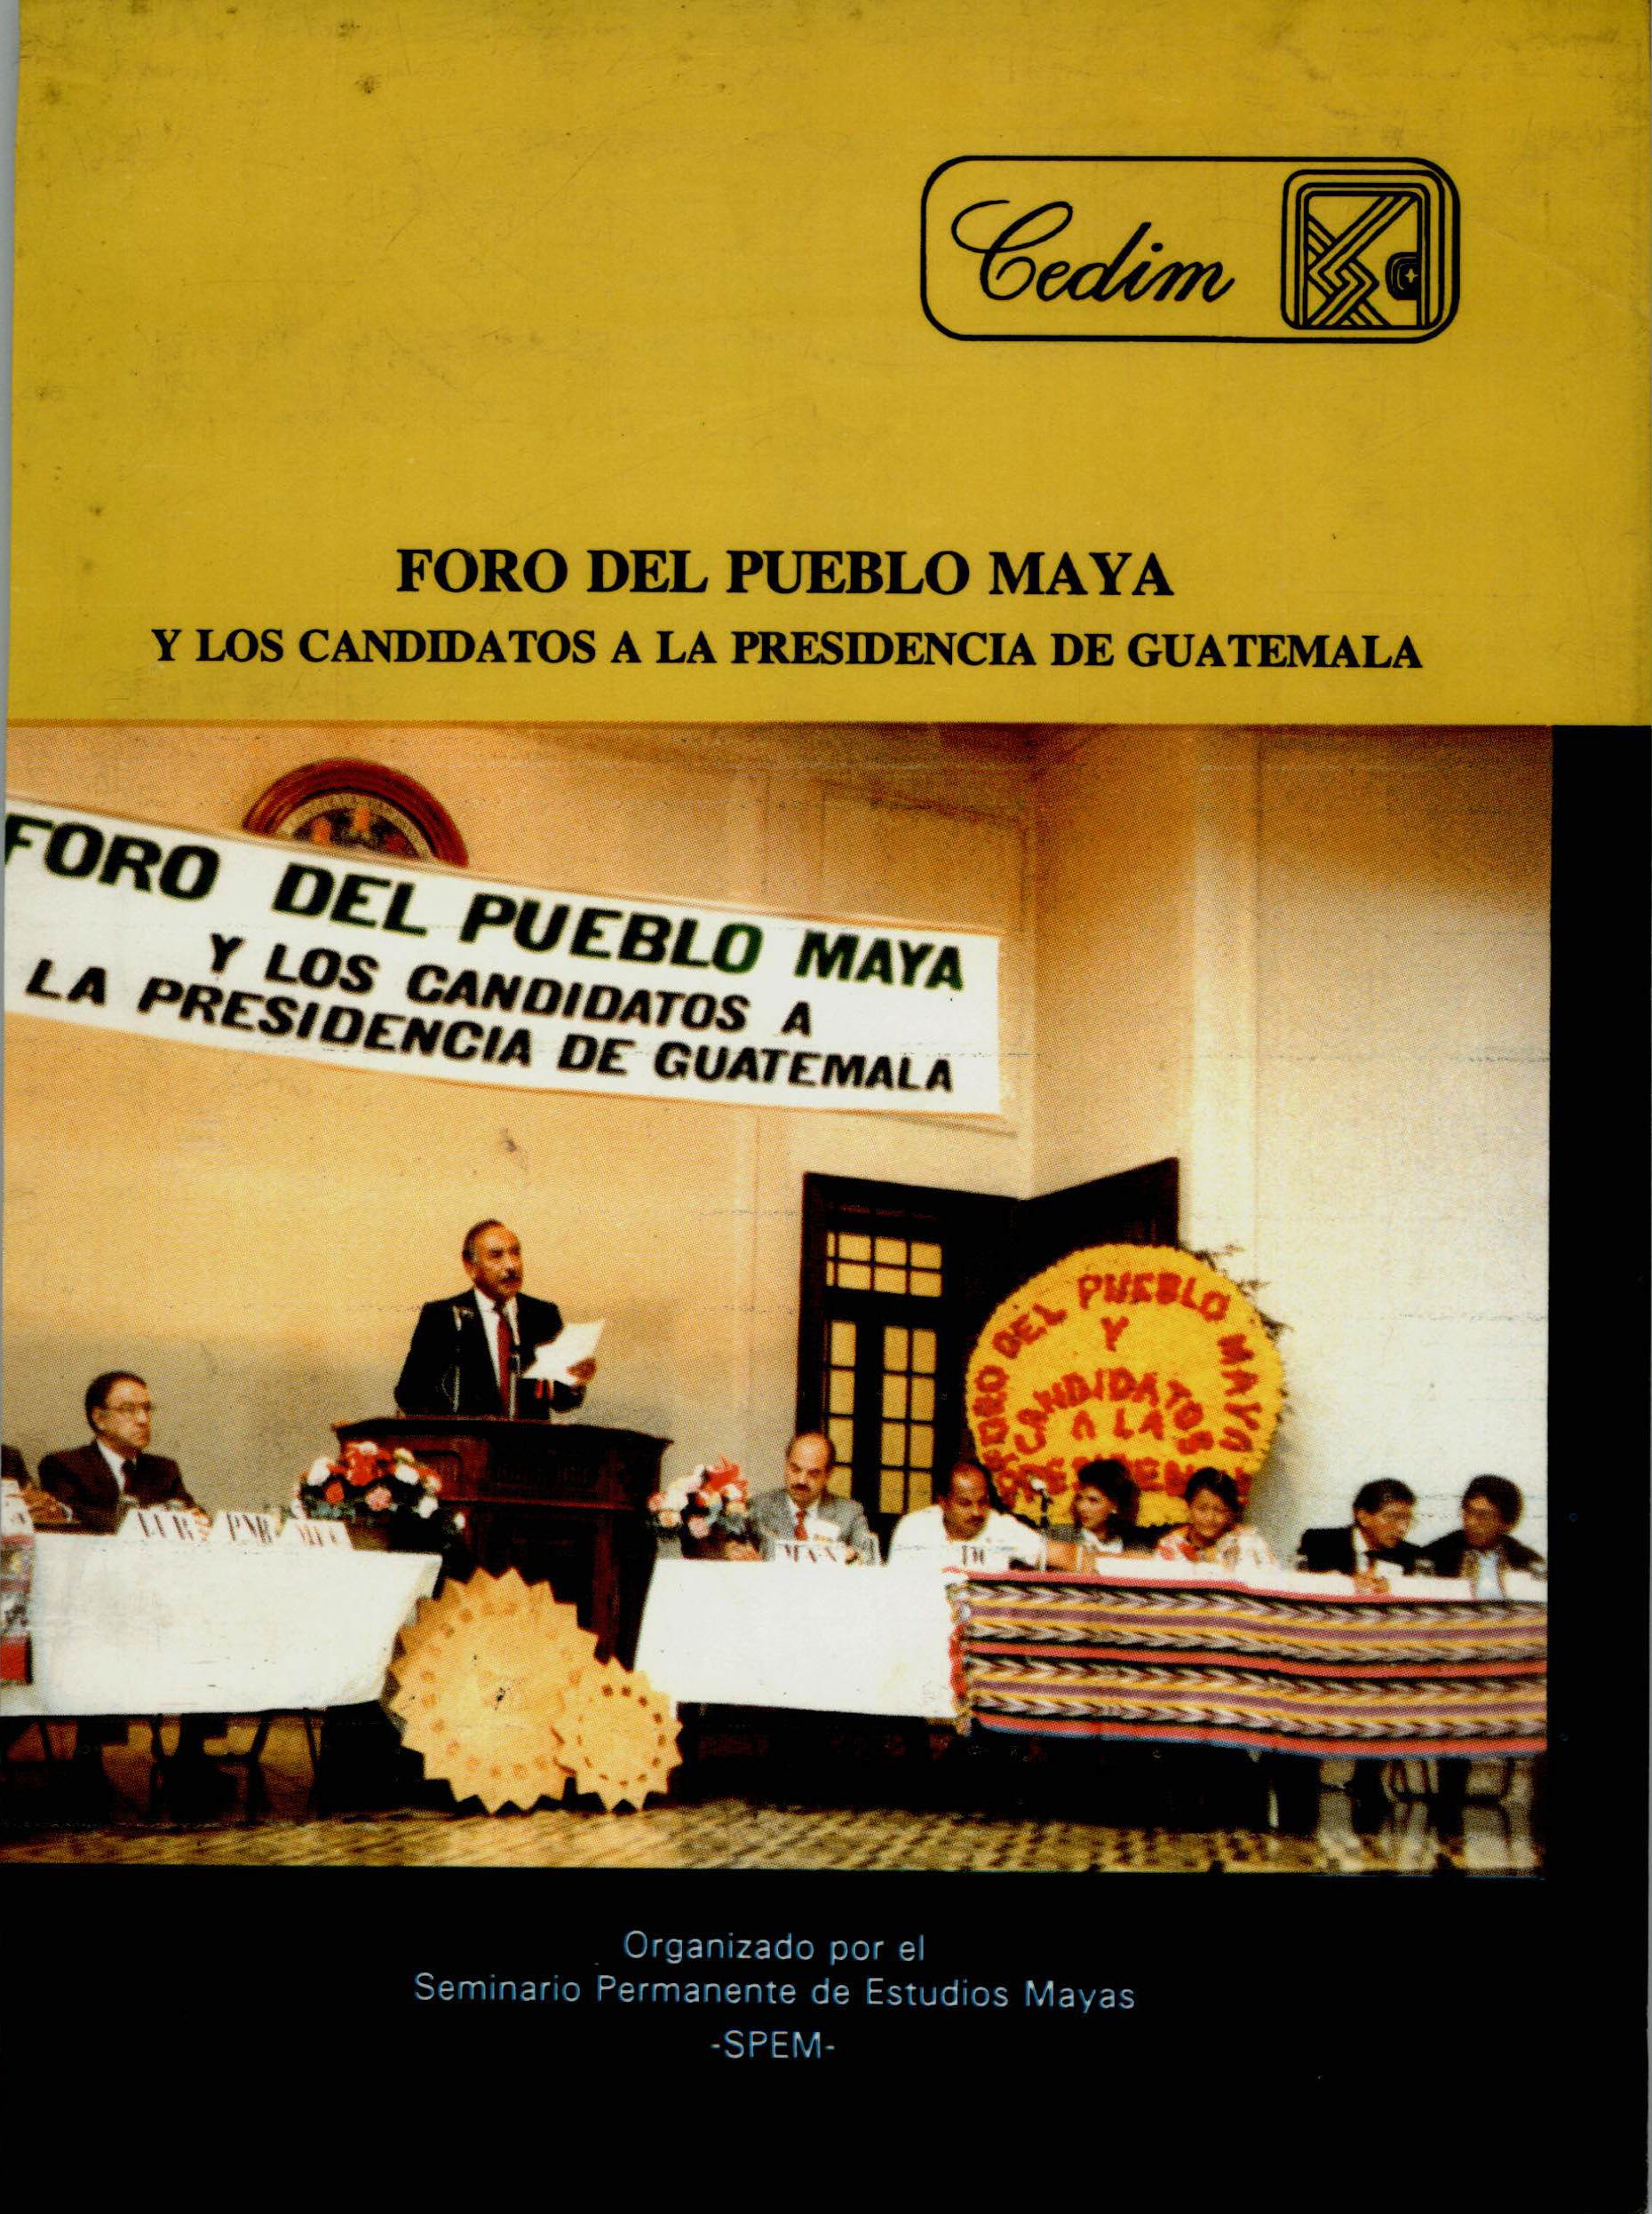 Cedim
FORO DEL PUEBLO MAYA
Y LOS CANDIDATOS A LA PRESIDENCIA DE GUATEMALA
FORO DEL PUEBLO MAYA
Y LOS CANDIDATOS A
LA PRESIDENCIA DE GUATEMALA
FORO DEL PUEBLO MAYA
Y
CANDIDATOS
A LA
PNR
Organizado por el
Seminario Permanente de Estudios Mayas
-SPEM-